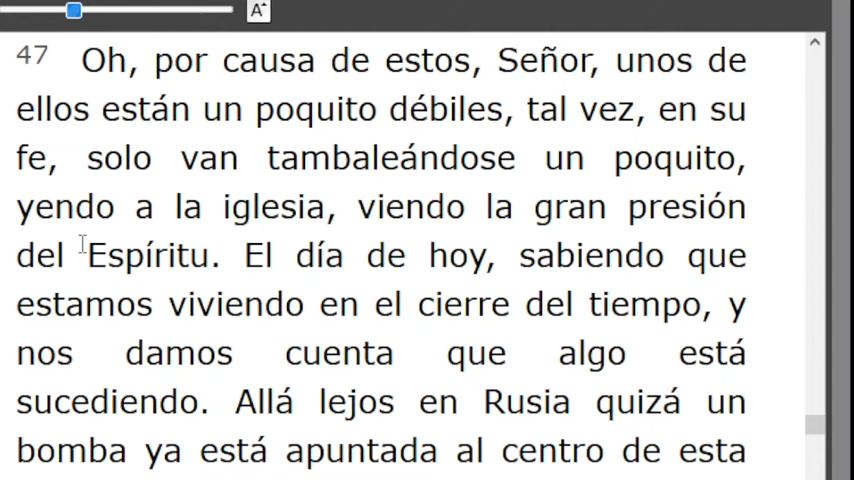 A
47 Oh, por causa de estos, Señor, unos de
ellos están un poquito débiles, tal vez, en su
fe, solo van tambaleándose un poquito,
yendo a la iglesia, viendo la gran presión
del Espíritu. El día de hoy, sabiendo que
estamos viviendo en el cierre del tiempo, y
nos damos cuenta que algo está
sucediendo. Allá lejos en Rusia quizá un
bomba ya está apuntada al centro de esta